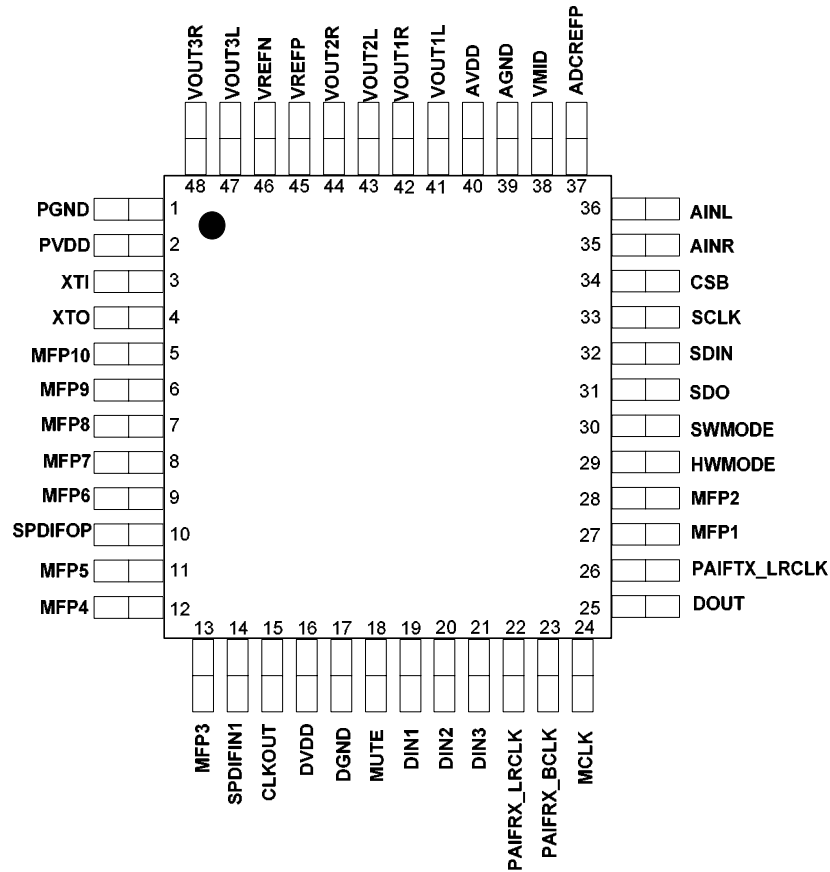 VOUT3R
VOUT3L
VREFN
VREFP
VOUT2R
VOUT2L
VOUT1R
VOUT1L
AVDD
AGND
VMID
ADCREFP
48 47 46 45 44 43 42 41 40 39 38 37
PGND 1
PVDD 2
XTI 3
XTO 4
MFP10 5
MFP9 6
MFP8 7
MFP7 8
MFP6 9
SPDIFOP 10
MFP5 11
MFP4 12
36 AINL
35 AINR
34 CSB
33 SCLK
32 SDIN
31 SDO
30 SWMODE
29 HWMODE
28 MFP2
27 MFP1
26 PAIFTX_LRCLK
25 DOUT
13 14 15 16 17 18 19 20 21 22 23 24
MFP3
SPDIFIN1
CLKOUT
DVDD
DGND
MUTE
DIN1
DIN2
DIN3
PAIFRX_LRCLK
PAIFRX_BCLK
MCLK